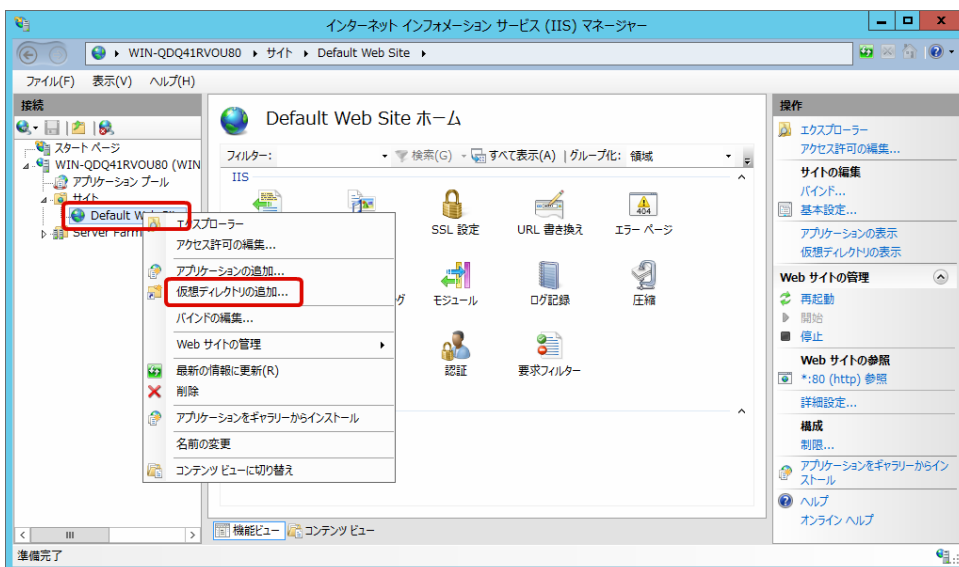 インターネット インフォメーション サービス (IIS) マネージャー
WIN-QDQ41RVOU80 サイト Default Web Site
ファイル(F) 表示(V) ヘルプ(H)
接続
スタート ページ
WIN-QDQ41RVOU80 (WIN
アプリケーション プール
サイト
Default
Server Farm
Default Web Site ホーム
フィルター: 検索(G) すべて表示(A) グループ化: 領域
IIS
SSL 設定
URL 書き換え
404
エラー ページ
モジュール
ログ記録
圧縮
認証
要求フィルター
エクスプローラー
アクセス許可の編集...
アプリケーションの追加...
仮想ディレクトリの追加...
バインドの編集...
Web サイトの管理
最新の情報に更新(R)
削除
アプリケーションをギャラリーからインストール
名前の変更
コンテンツ ビューに切り替え
機能ビュー コンテンツ ビュー
操作
エクスプローラー
アクセス許可の編集...
サイトの編集
バインド...
基本設定...
アプリケーションの表示
仮想ディレクトリの表示
Web サイトの管理
再起動
開始
停止
Web サイトの参照
*:80 (http) 参照
詳細設定...
構成
制限...
アプリケーションをギャラリーからイン
ストール
ヘルプ
オンライン ヘルプ
準備完了